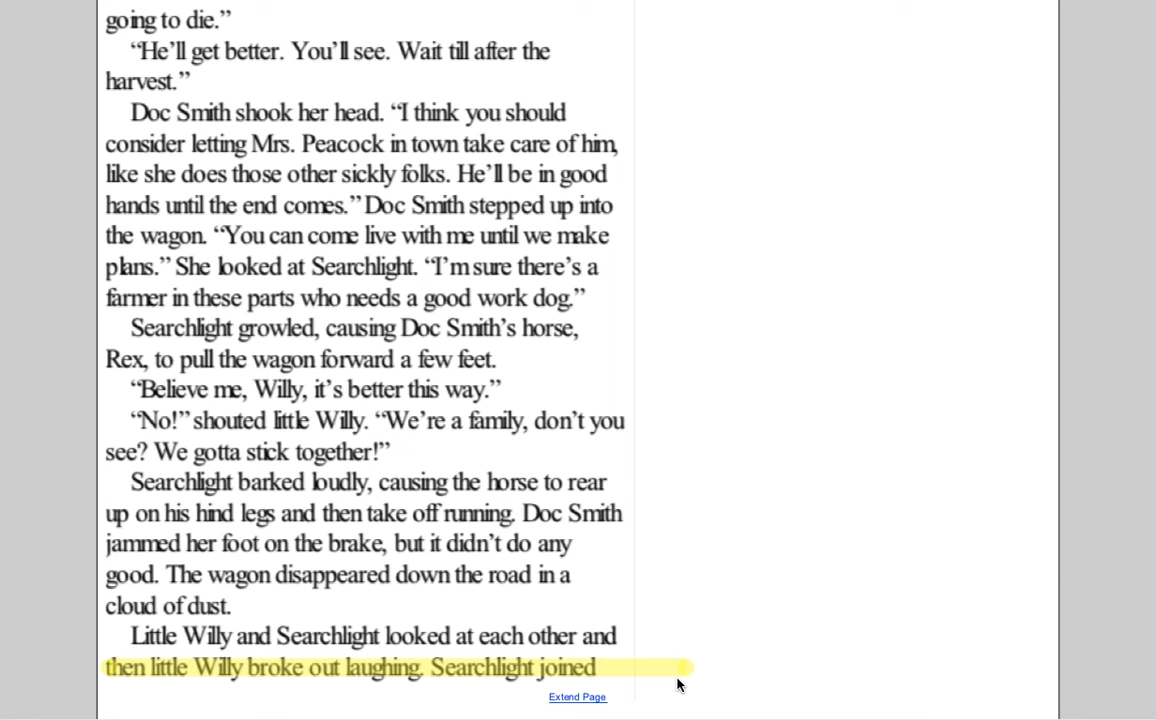 going to die.”
“He’ll get better. You’ll see. Wait till after the
harvest.”
Doc Smith shook her head. “I think you should
consider letting Mrs. Peacock in town take care of him,
like she does those other sickly folks. He’ll be in good
hands until the end comes.” Doc Smith stepped up into
the wagon. “You can come live with me until we make
plans.” She looked at Searchlight. “I’m sure there’s a
farmer in these parts who needs a good work dog.”
Searchlight growled, causing Doc Smith’s horse,
Rex, to pull the wagon forward a few feet.
“Believe me, Willy, it’s better this way.”
“No!” shouted little Willy. “We’re a family, don’t you
see? We gotta stick together!”
Searchlight barked loudly, causing the horse to rear
up on his hind legs and then take off running. Doc Smith
jammed her foot on the brake, but it didn’t do any
good. The wagon disappeared down the road in a
cloud of dust.
Little Willy and Searchlight looked at each other and
then little Willy broke out laughing. Searchlight joined
Extend Page